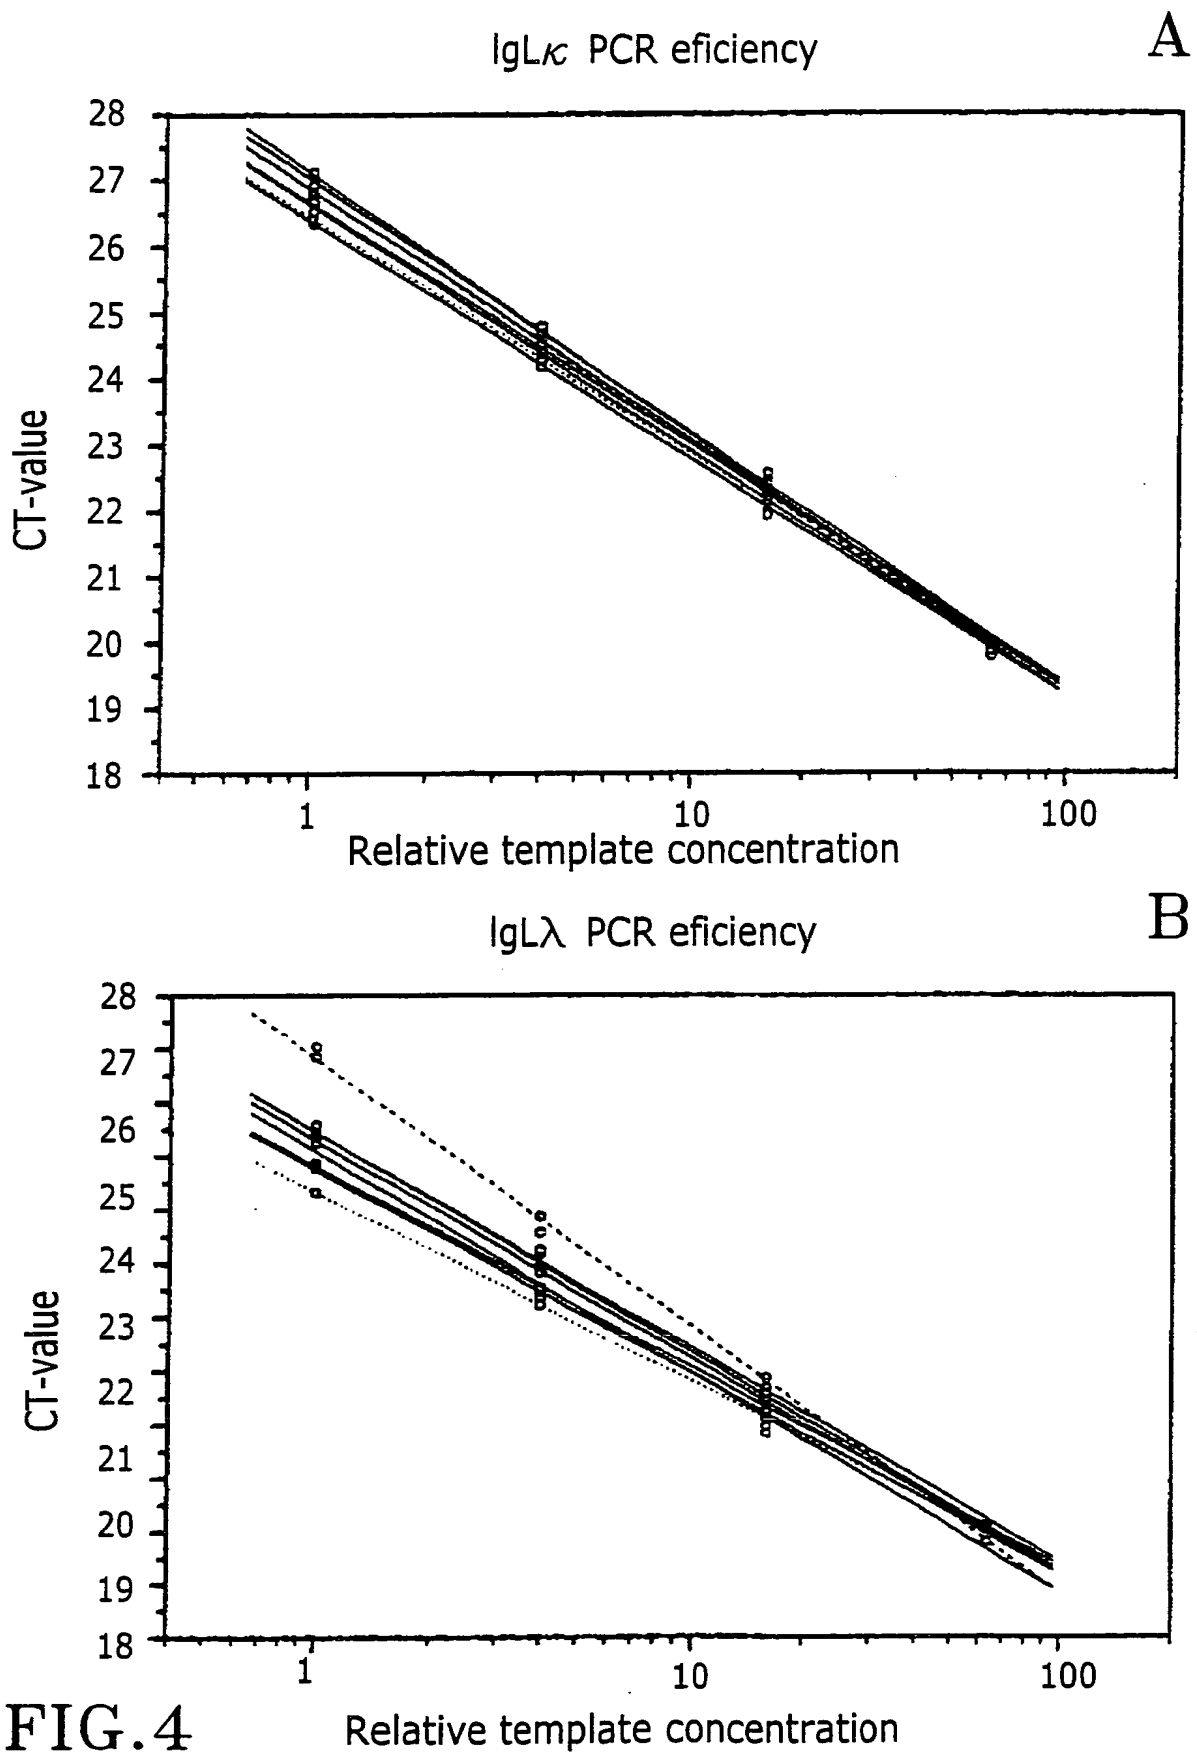 A
IgLκ PCR eficiency
28
27
26
25
24
23
22
21
20
19
18
CT-value
1 10 100
Relative template concentration
B
IgLλ PCR eficiency
28
27
26
25
24
23
22
21
20
19
18
CT-value
1 10 100
Relative template concentration
FIG.4